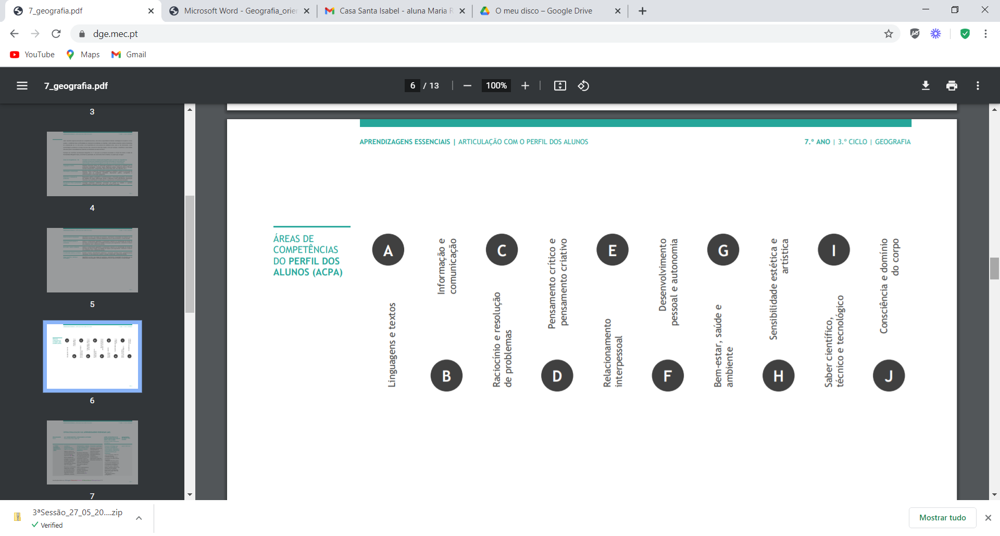 7_geografia.pdf
Microsoft Word - Geografia_orien
Casa Santa Isabel - aluna Maria R
O meu disco – Google Drive
dge.mec.pt
YouTube
Maps
Gmail
7_geografia.pdf
6 / 13
100%
3
4
5
6
7
APRENDIZAGENS ESSENCIAIS | ARTICULAÇÃO COM O PERFIL DOS ALUNOS
7.º ANO | 3.º CICLO | GEOGRAFIA
ÁREAS DE
COMPETÊNCIAS
DO PERFIL DOS
ALUNOS (ACPA)
A
Linguagens e textos
B
Informação e
comunicação
C
Raciocínio e resolução
de problemas
D
Pensamento crítico e
pensamento criativo
E
Relacionamento
interpessoal
F
Desenvolvimento
pessoal e autonomia
G
Bem-estar, saúde e
ambiente
H
Sensibilidade estética e
artística
I
Saber científico,
técnico e tecnológico
J
Consciência e domínio
do corpo
3ªSessão_27_05_20....zip
Verified
Mostrar tudo